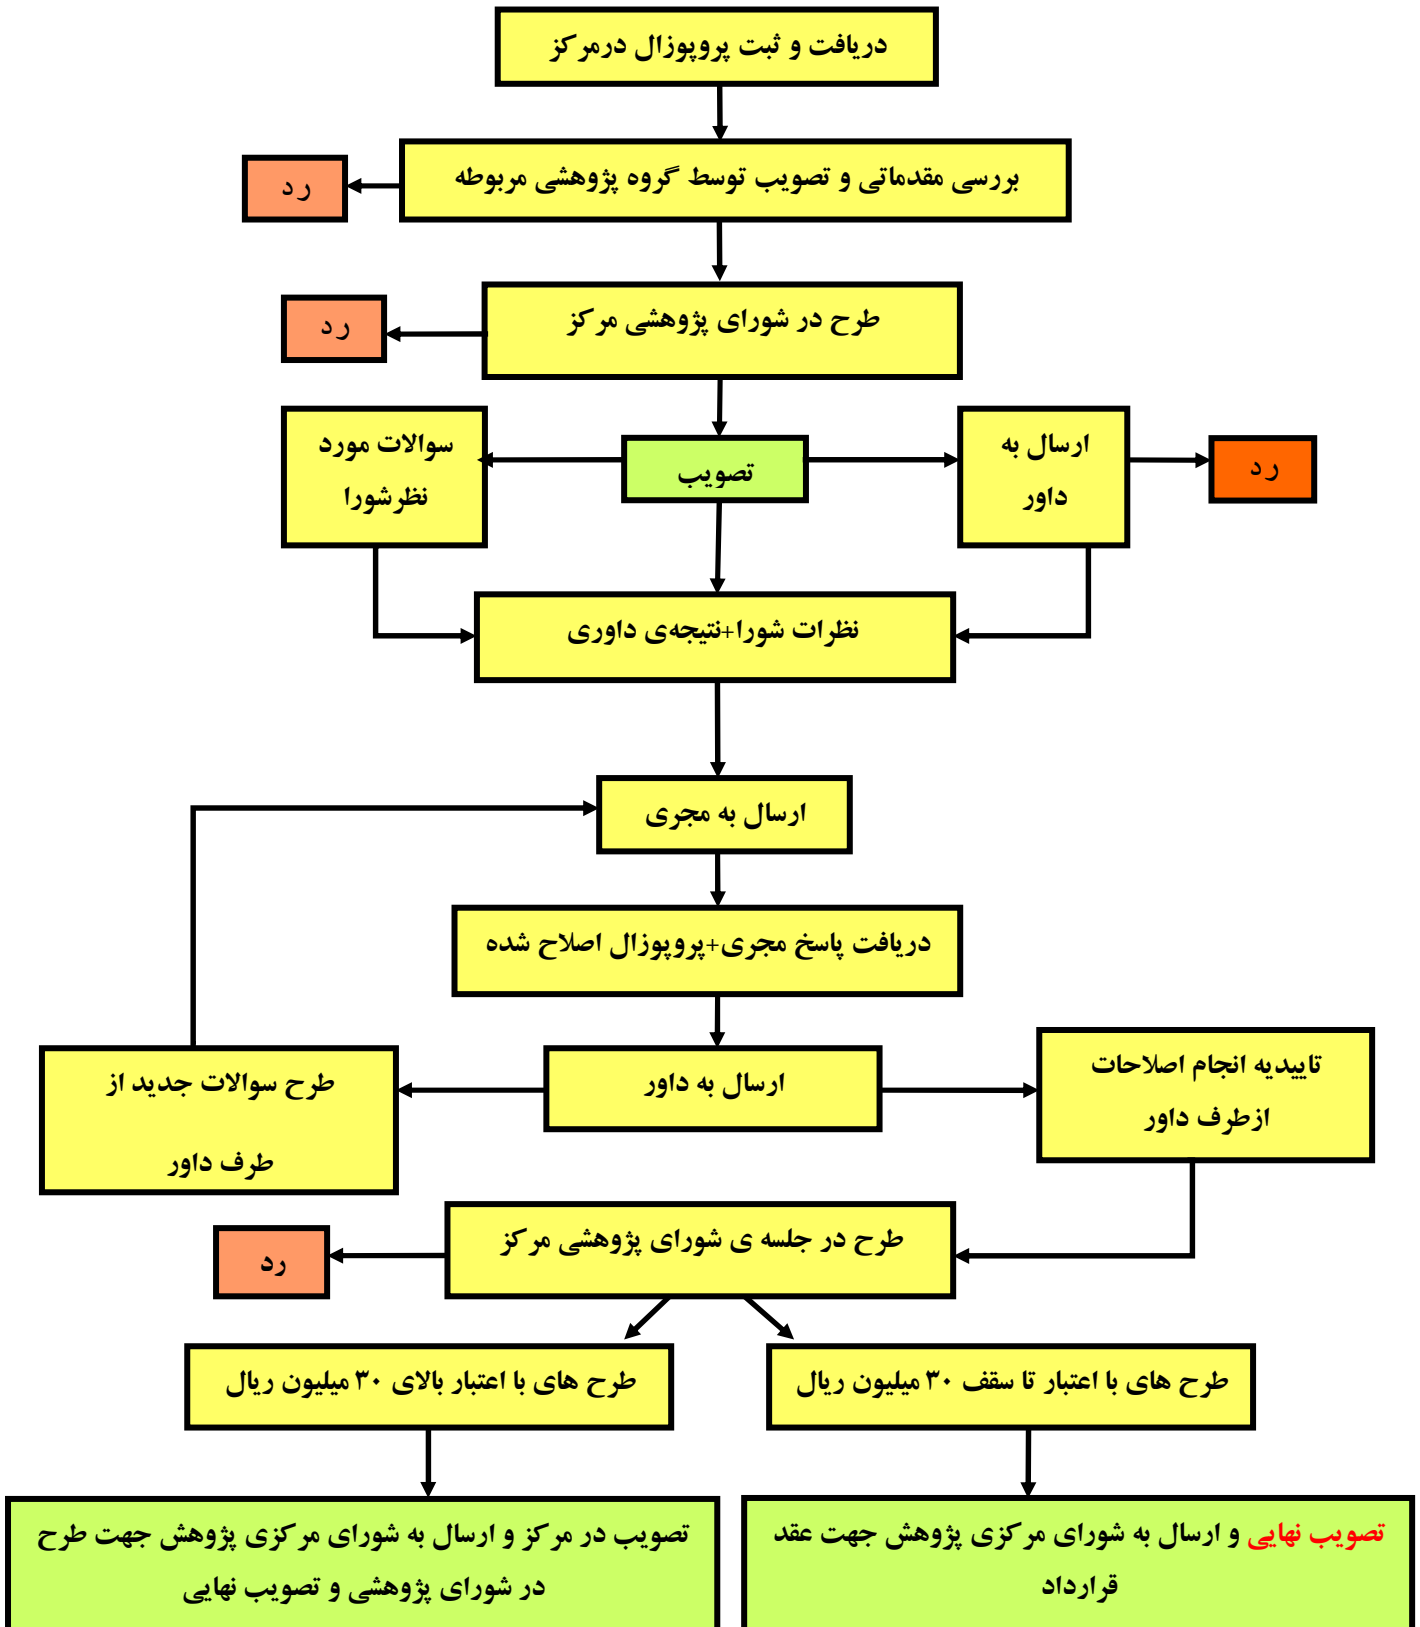 دریافت و ثبت پروپوزال درمرکز
بررسی مقدماتی و تصویب توسط گروه پژوهشی مربوطه
رد
طرح در شورای پژوهشی مرکز
رد
ارسال به
داور
رد
تصویب
سوالات مورد
نظرشورا
نظرات شورا+نتیجه‌ی داوری
ارسال به مجری
دریافت پاسخ مجری+پروپوزال اصلاح شده
تاییدیه انجام اصلاحات
ازطرف داور
ارسال به داور
طرح سوالات جدید از
طرف داور
طرح در جلسه ی شورای پژوهشی مرکز
رد
طرح های با اعتبار تا سقف ۳۰ میلیون ریال
طرح های با اعتبار بالای ۳۰ میلیون ریال
تصویب نهایی و ارسال به شورای مرکزی پژوهش جهت عقد
قرارداد
تصویب در مرکز و ارسال به شورای مرکزی پژوهش جهت طرح
در شورای پژوهشی و تصویب نهایی